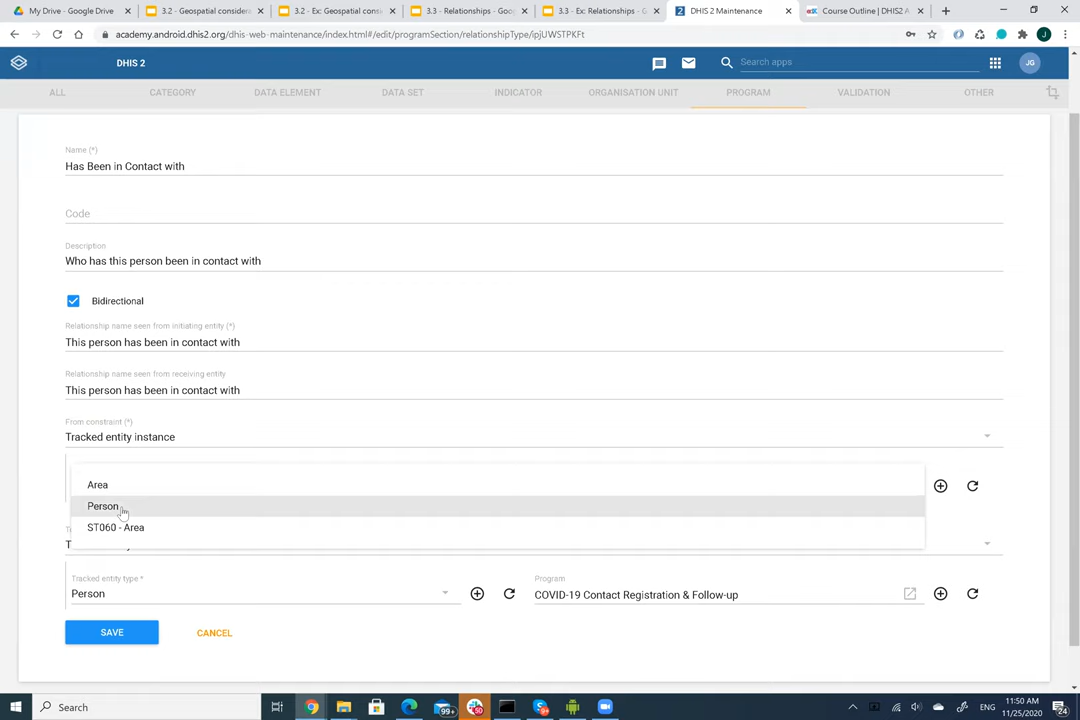 My Drive - Google Drive
3.2 - Geospatial considera
3.2 - Ex: Geospatial consi
3.3 - Relationships - Goo
3.3 - Ex: Relationships - G
DHIS 2 Maintenance
Course Outline | DHIS2 A
academy.android.dhis2.org/dhis-web-maintenance/index.html#/edit/programSection/relationshipType/ipjUWSTPKFt
J
DHIS 2
Search apps
JG
ALL
CATEGORY
DATA ELEMENT
DATA SET
INDICATOR
ORGANISATION UNIT
PROGRAM
VALIDATION
OTHER
Name (*)
Has Been in Contact with
Code
Description
Who has this person been in contact with
Bidirectional
Relationship name seen from initiating entity (*)
This person has been in contact with
Relationship name seen from receiving entity
This person has been in contact with
From constraint (*)
Tracked entity instance
Area
Person
ST060 - Area
Tracked entity type *
Person
Program
COVID-19 Contact Registration & Follow-up
SAVE
CANCEL
Search
99+
50
ENG
11:50 AM
11/25/2020
24